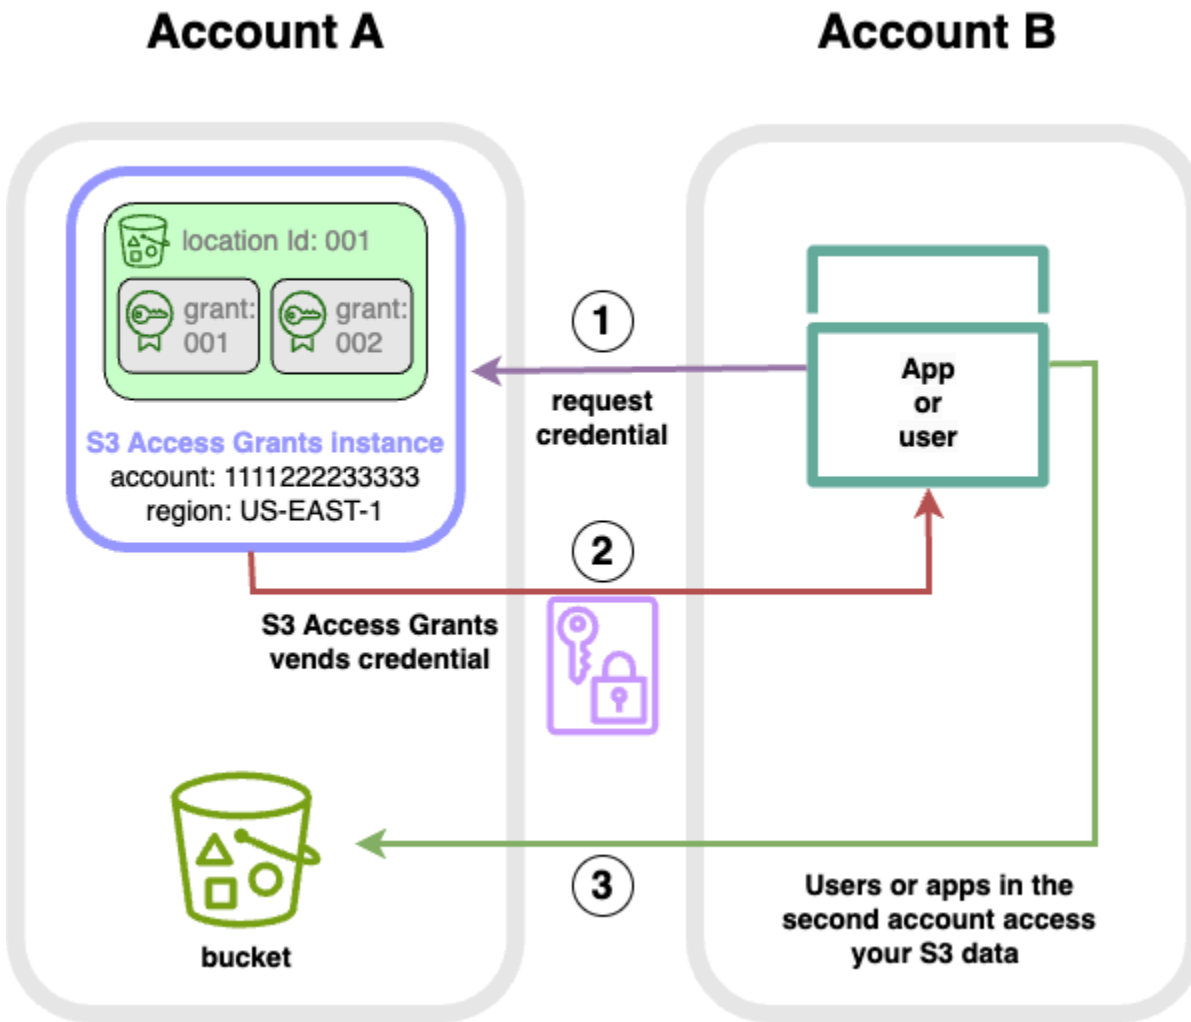 Account A
Account B
location Id: 001
grant:
001
grant:
002
S3 Access Grants instance
account: 1111222233333
region: US-EAST-1
1
request
credential
App
or
user
2
S3 Access Grants
vends credential
3
Users or apps in the
second account access
your S3 data
bucket